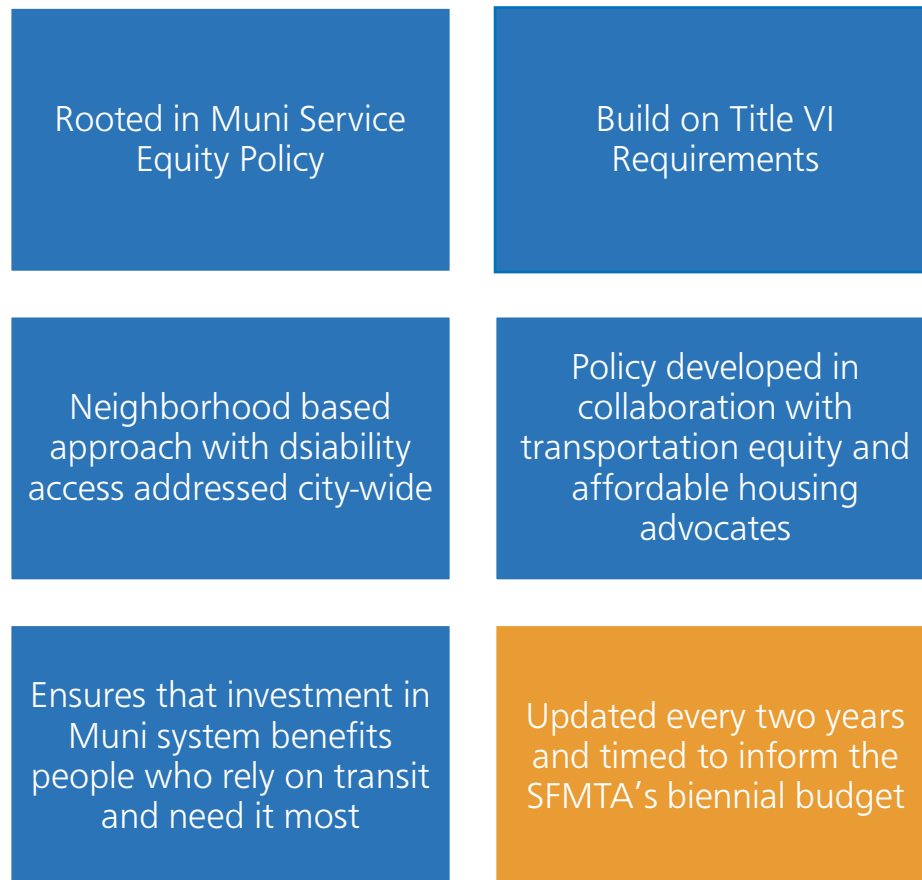 Rooted in Muni Service
Equity Policy
Build on Title VI
Requirements
Neighborhood based
approach with dsiability
access addressed city-wide
Policy developed in
collaboration with
transportation equity and
affordable housing
advocates
Ensures that investment in
Muni system benefits
people who rely on transit
and need it most
Updated every two years
and timed to inform the
SFMTA’s biennial budget